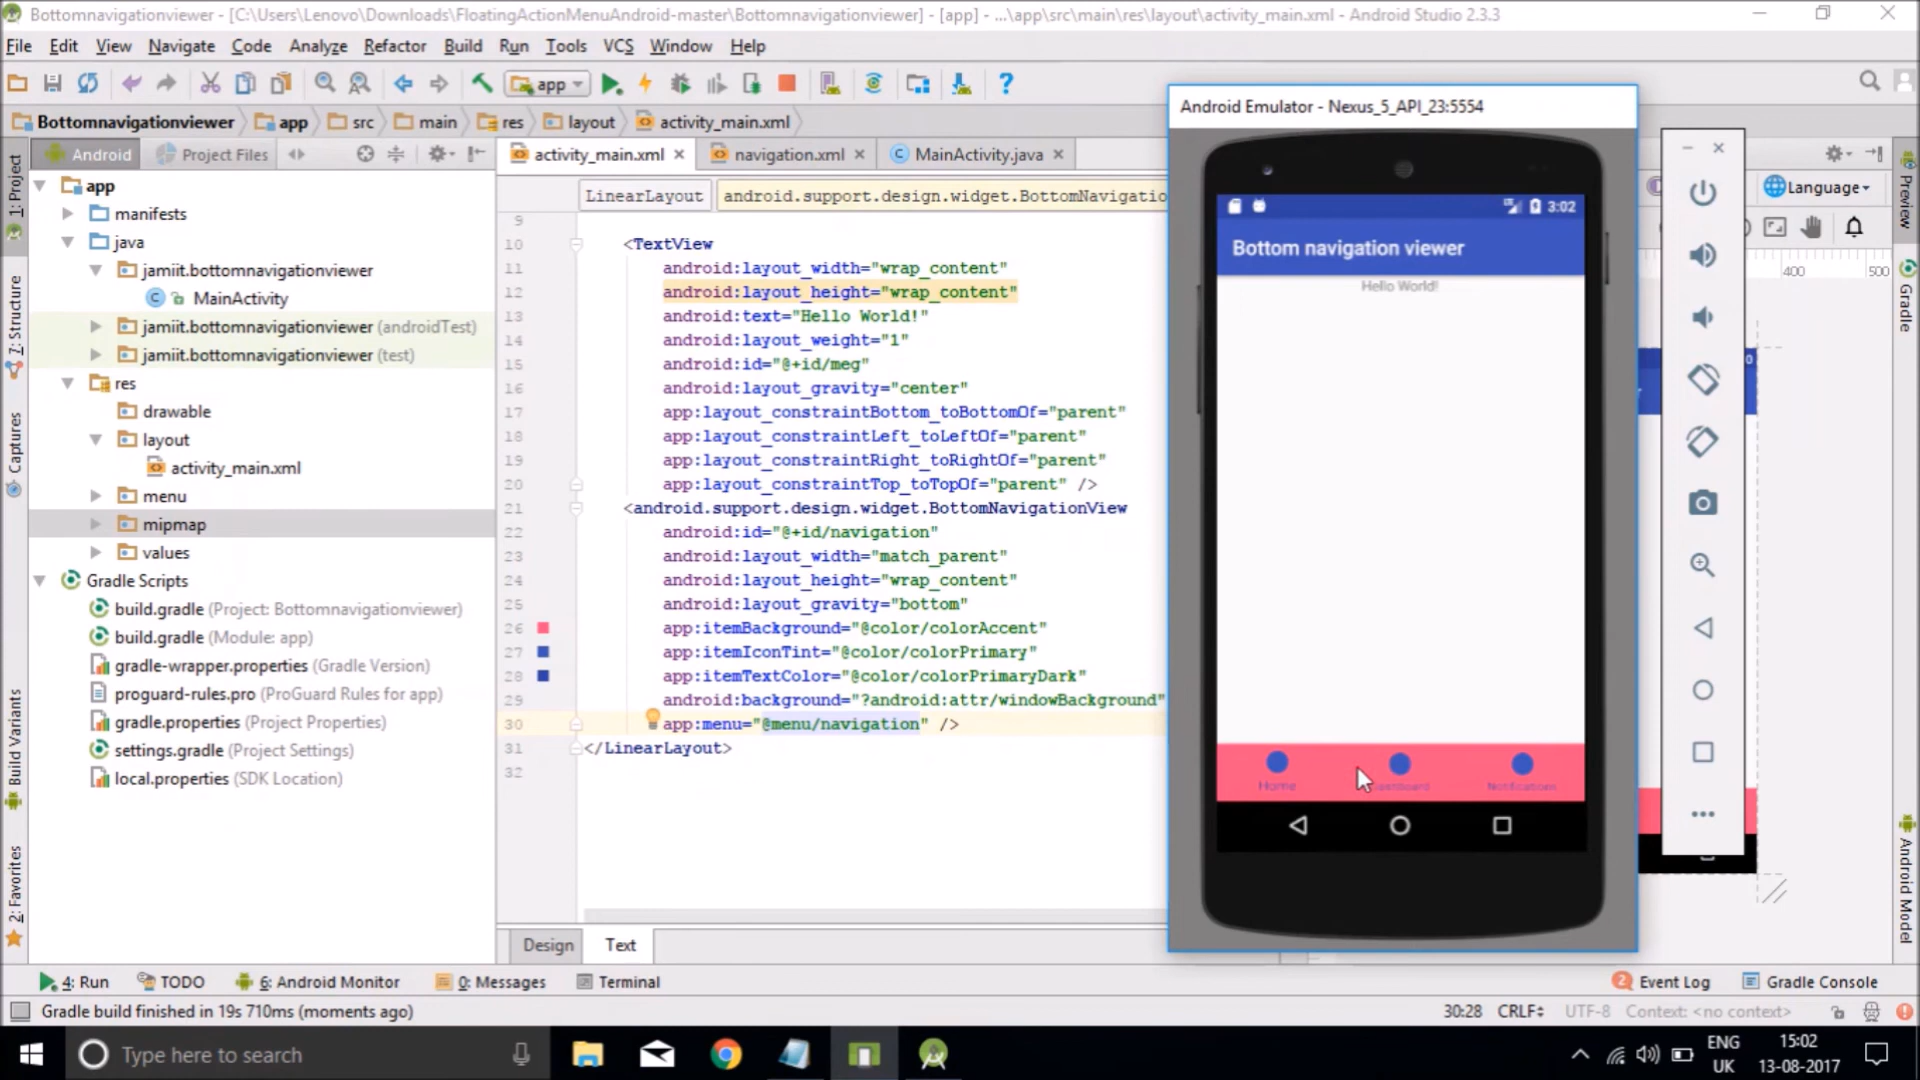 Bottomnavigationviewer - [C:\Users\Lenovo\Downloads\FloatingActionMenuAndroid-master\Bottomnavigationviewer] - [app] - ...\app\src\main\res\layout\activity_main.xml - Android Studio 2.3.3
File Edit View Navigate Code Analyze Refactor Build Run Tools VCS Window Help
app
Bottomnavigationviewer app src main res layout activity_main.xml
Android Project Files
activity_main.xml navigation.xml MainActivity.java
1: Project
7: Structure
Captures
Build Variants
2: Favorites
app
manifests
java
jamiit.bottomnavigationviewer
MainActivity
jamiit.bottomnavigationviewer (androidTest)
jamiit.bottomnavigationviewer (test)
res
drawable
layout
activity_main.xml
menu
mipmap
values
Gradle Scripts
build.gradle (Project: Bottomnavigationviewer)
build.gradle (Module: app)
gradle-wrapper.properties (Gradle Version)
proguard-rules.pro (ProGuard Rules for app)
gradle.properties (Project Properties)
settings.gradle (Project Settings)
local.properties (SDK Location)
LinearLayout android.support.design.widget.BottomNavigatio
9
10 <TextView
11 android:layout_width="wrap_content"
12 android:layout_height="wrap_content"
13 android:text="Hello World!"
14 android:layout_weight="1"
15 android:id="@+id/meg"
16 android:layout_gravity="center"
17 app:layout_constraintBottom_toBottomOf="parent"
18 app:layout_constraintLeft_toLeftOf="parent"
19 app:layout_constraintRight_toRightOf="parent"
20 app:layout_constraintTop_toTopOf="parent" />
21 <android.support.design.widget.BottomNavigationView
22 android:id="@+id/navigation"
23 android:layout_width="match_parent"
24 android:layout_height="wrap_content"
25 android:layout_gravity="bottom"
26 app:itemBackground="@color/colorAccent"
27 app:itemIconTint="@color/colorPrimary"
28 app:itemTextColor="@color/colorPrimaryDark"
29 android:background="?android:attr/windowBackground"
30 app:menu="@menu/navigation" />
31 </LinearLayout>
32
Design Text
Android Emulator - Nexus_5_API_23:5554
3:02
Bottom navigation viewer
Hello World!
Home Notifications
Language
400 500
Preview
Gradle
Android Model
4: Run TODO 6: Android Monitor 0: Messages Terminal 2 Event Log Gradle Console
Gradle build finished in 19s 710ms (moments ago) 30:28 CRLF UTF-8 Context: <no context>
Type here to search
ENG
UK
15:02
13-08-2017